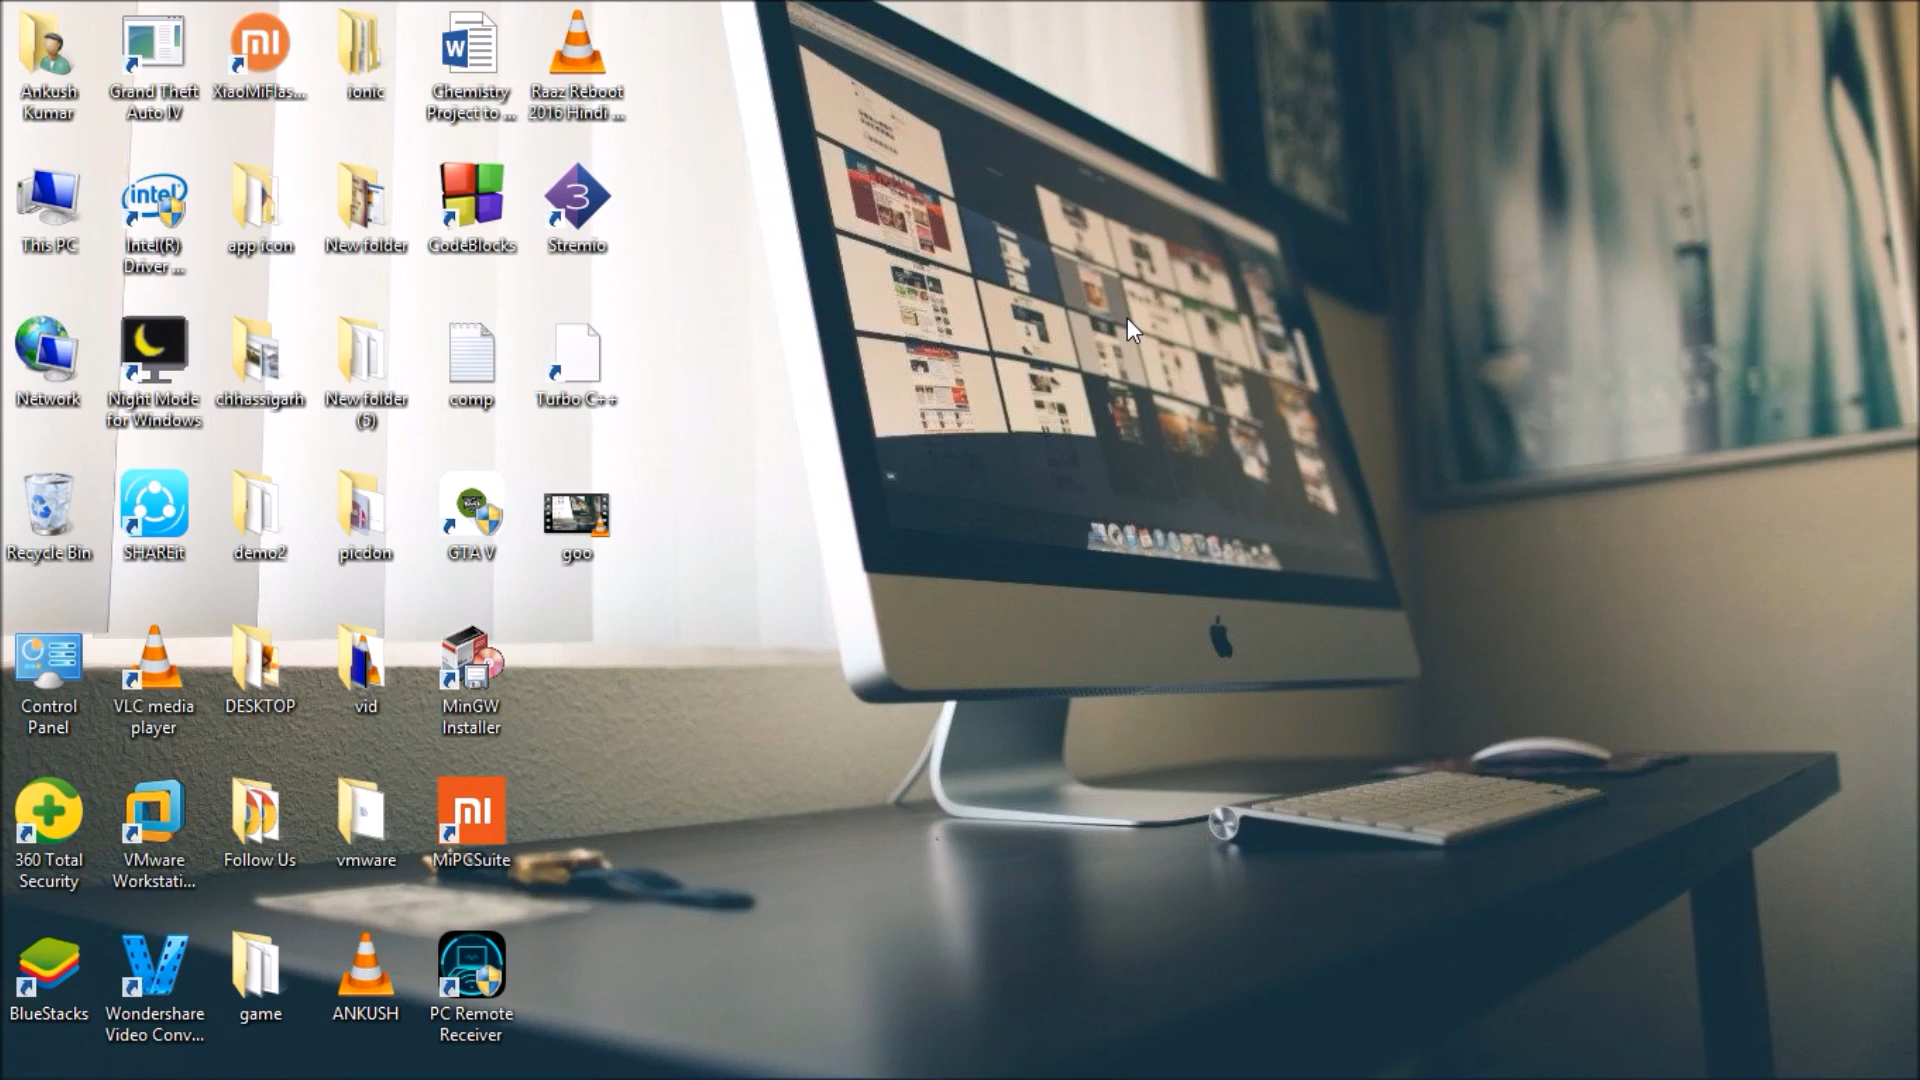 Ankush
Kumar
Grand Theft
Auto IV
XiaoMiFlas...
ionic
Chemistry
Project to ...
Raaz Reboot
2016 Hindi ...
This PC
Intel(R)
Driver ...
app icon
New folder
CodeBlocks
Stremio
Network
Night Mode
for Windows
chhassigarh
New folder
(5)
comp
Turbo C++
Recycle Bin
SHAREit
demo2
picdon
GTA V
goo
Control
Panel
VLC media
player
DESKTOP
vid
MinGW
Installer
360 Total
Security
VMware
Workstati...
Follow Us
vmware
MiPCSuite
BlueStacks
Wondershare
Video Conv...
game
ANKUSH
PC Remote
Receiver